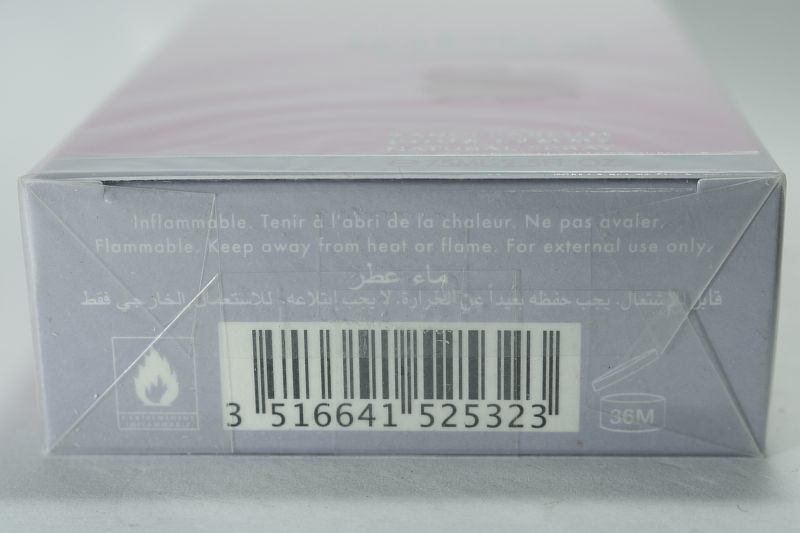 NATURAL SPRAY
Inflammable. Tenir à l'abri de la chaleur. Ne pas avaler.
Flammable. Keep away from heat or flame. For external use only.
ماء عطر
قابل للاشتعال. يجب حفظه بعيداً عن الحرارة. لا يجب ابتلاعه. للاستعمال الخارجي فقط
36M
3 516641 525323